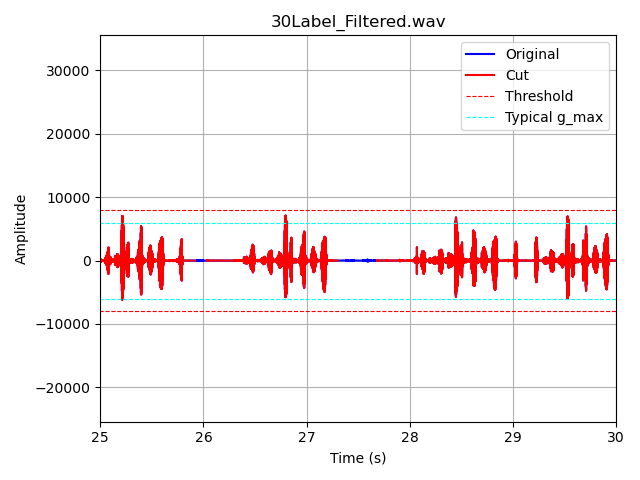 30Label_Filtered.wav
Original
Cut
Threshold
Typical g_max
30000
20000
10000
0
−10000
−20000
Amplitude
25 26 27 28 29 30
Time (s)